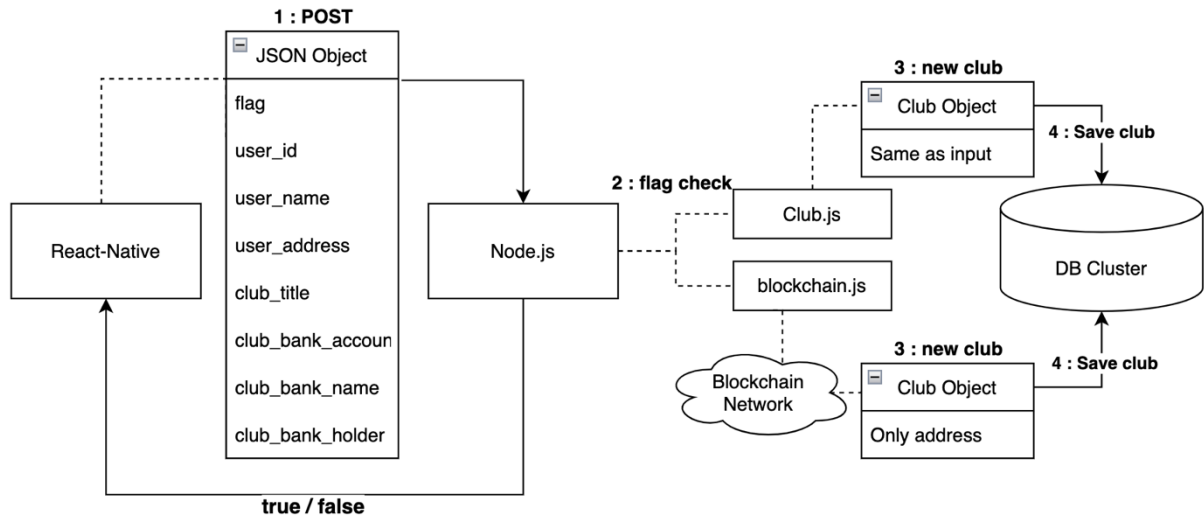 1 : POST
JSON Object
flag
user_id
user_name
user_address
club_title
club_bank_accoun
club_bank_name
club_bank_holder
React-Native
Node.js
true / false
2 : flag check
Club.js
blockchain.js
Blockchain
Network
3 : new club
Club Object
Same as input
4 : Save club
DB Cluster
3 : new club
Club Object
Only address
4 : Save club